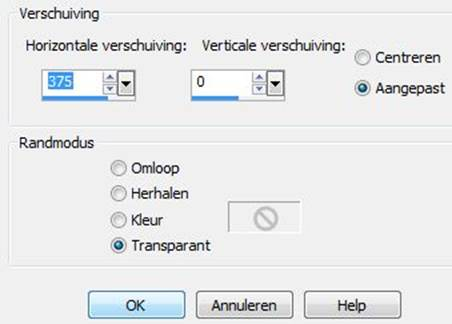 Verschuiving
Horizontale verschuiving: Verticale verschuiving:
375 0
Centreren
Aangepast
Randmodus
Omloop
Herhalen
Kleur
Transparant
OK Annuleren Help